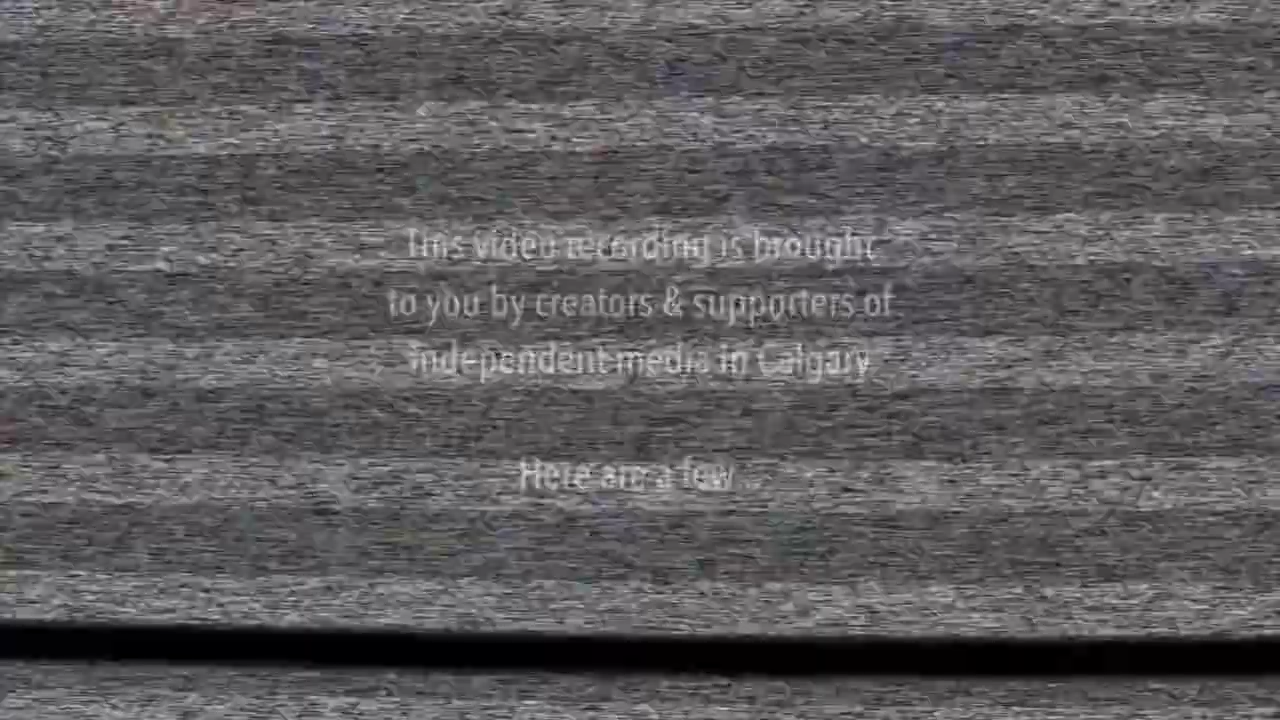 This video recording is brought
to you by creators & supporters of
independent media in Calgary
Here are a few...